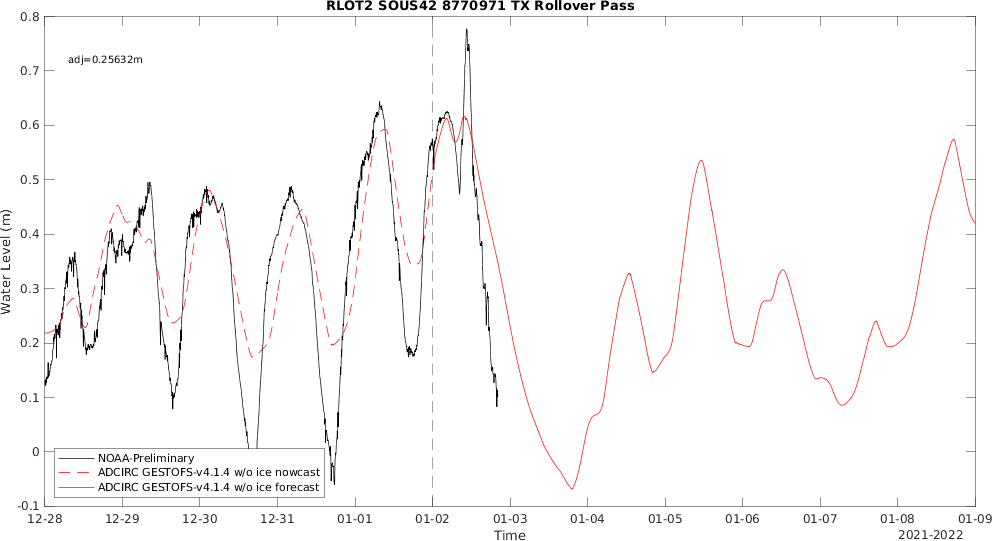 RLOT2 SOUS42 8770971 TX Rollover Pass
adj=0.25632m
Water Level (m)
0.8
0.7
0.6
0.5
0.4
0.3
0.2
0.1
0
-0.1
NOAA-Preliminary
ADCIRC GESTOFS-v4.1.4 w/o ice nowcast
ADCIRC GESTOFS-v4.1.4 w/o ice forecast
12-28 12-29 12-30 12-31 01-01 01-02 01-03 01-04 01-05 01-06 01-07 01-08 01-09
Time
2021-2022